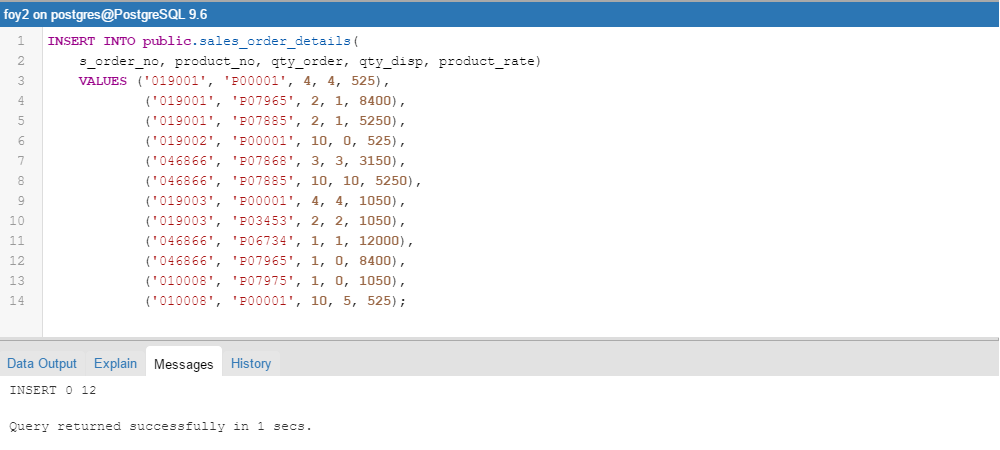 foy2 on postgres@PostgreSQL 9.6
1 INSERT INTO public.sales_order_details(
2 s_order_no, product_no, qty_order, qty_disp, product_rate)
3 VALUES ('019001', 'P00001', 4, 4, 525),
4 ('019001', 'P07965', 2, 1, 8400),
5 ('019001', 'P07885', 2, 1, 5250),
6 ('019002', 'P00001', 10, 0, 525),
7 ('046866', 'P07868', 3, 3, 3150),
8 ('046866', 'P07885', 10, 10, 5250),
9 ('019003', 'P00001', 4, 4, 1050),
10 ('019003', 'P03453', 2, 2, 1050),
11 ('046866', 'P06734', 1, 1, 12000),
12 ('046866', 'P07965', 1, 0, 8400),
13 ('010008', 'P07975', 1, 0, 1050),
14 ('010008', 'P00001', 10, 5, 525);
Data Output Explain Messages History
INSERT 0 12
Query returned successfully in 1 secs.